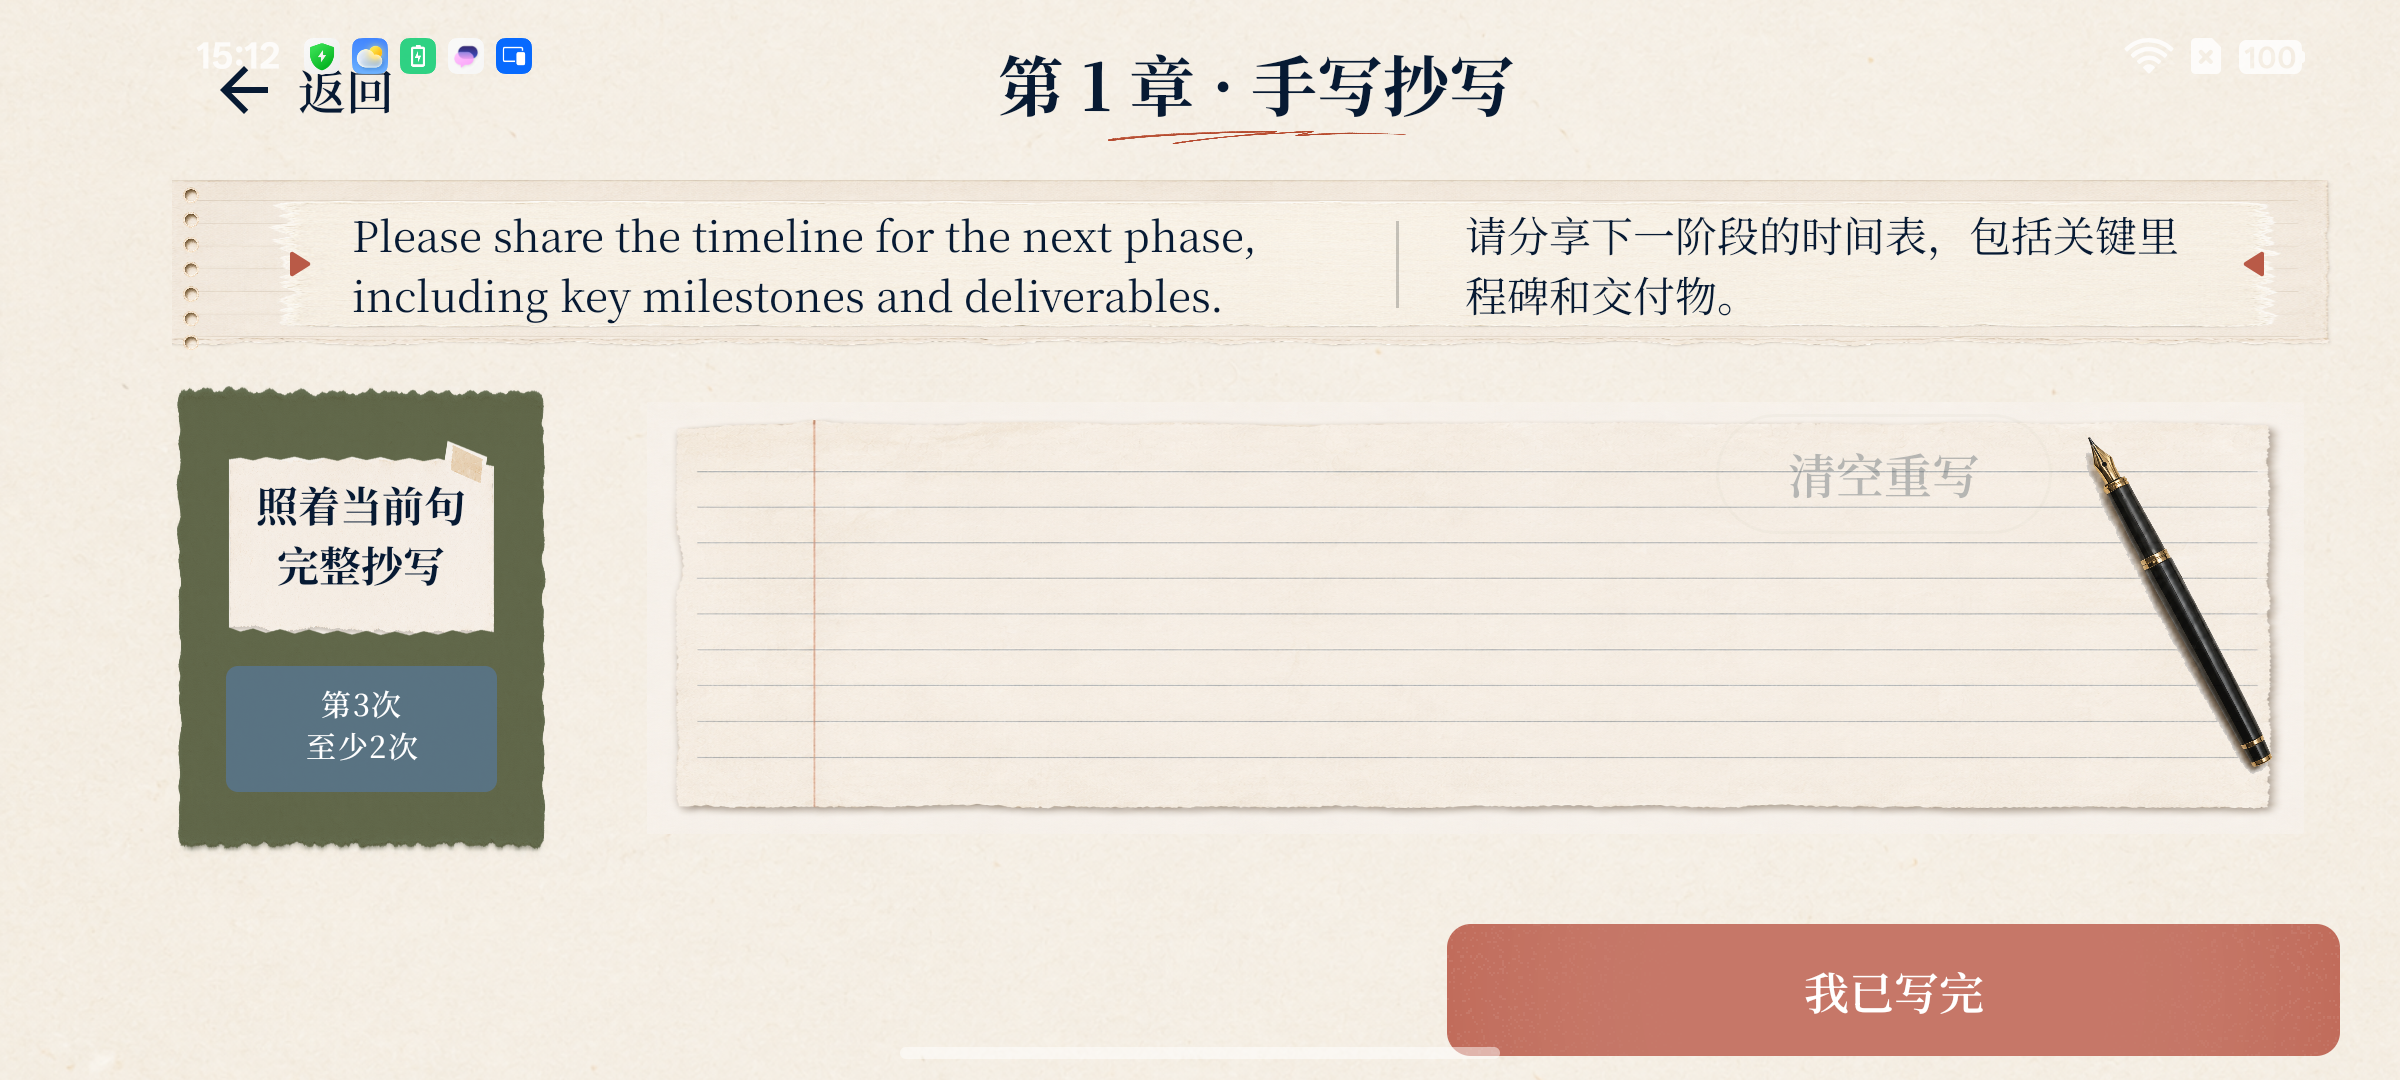 15:12
100
返回
第 1 章 · 手写抄写
Please share the timeline for the next phase,
including key milestones and deliverables.
请分享下一阶段的时间表，包括关键里
程碑和交付物。
照着当前句
完整抄写
第3次
至少2次
清空重写
我已写完